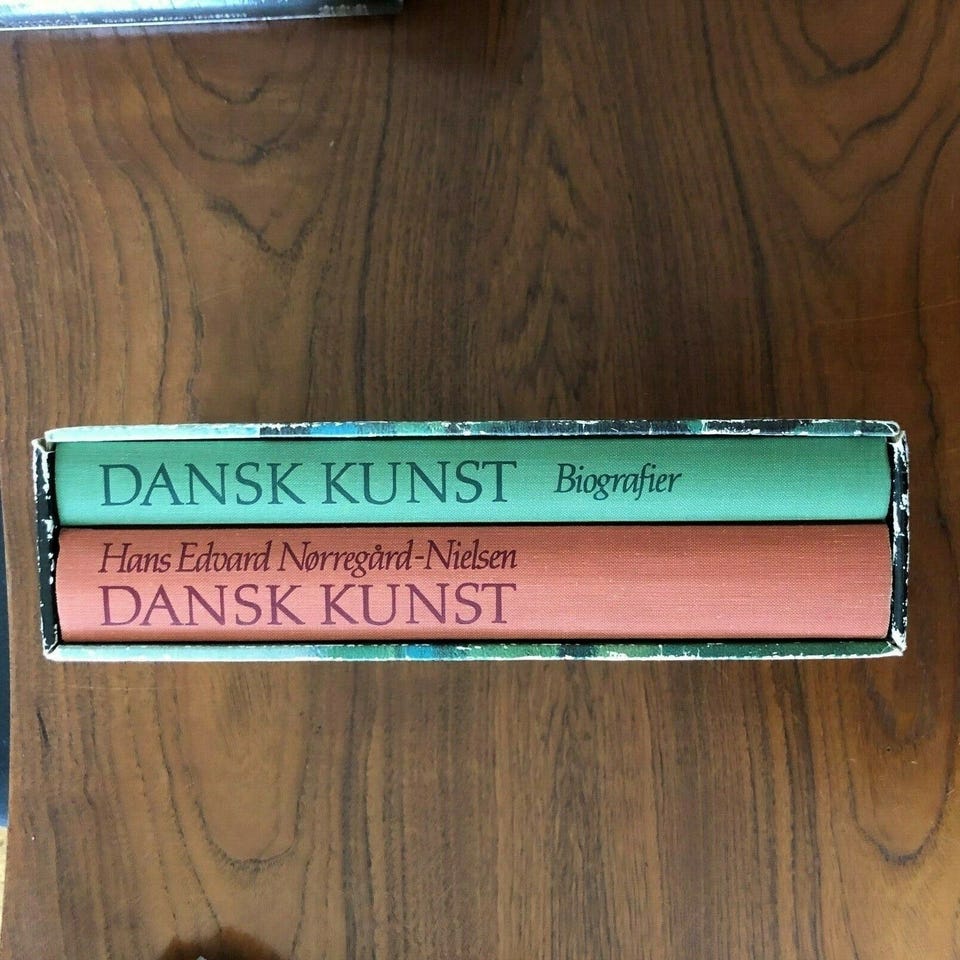 DANSK KUNST Biografier
Hans Edvard Nørregård-Nielsen
DANSK KUNST